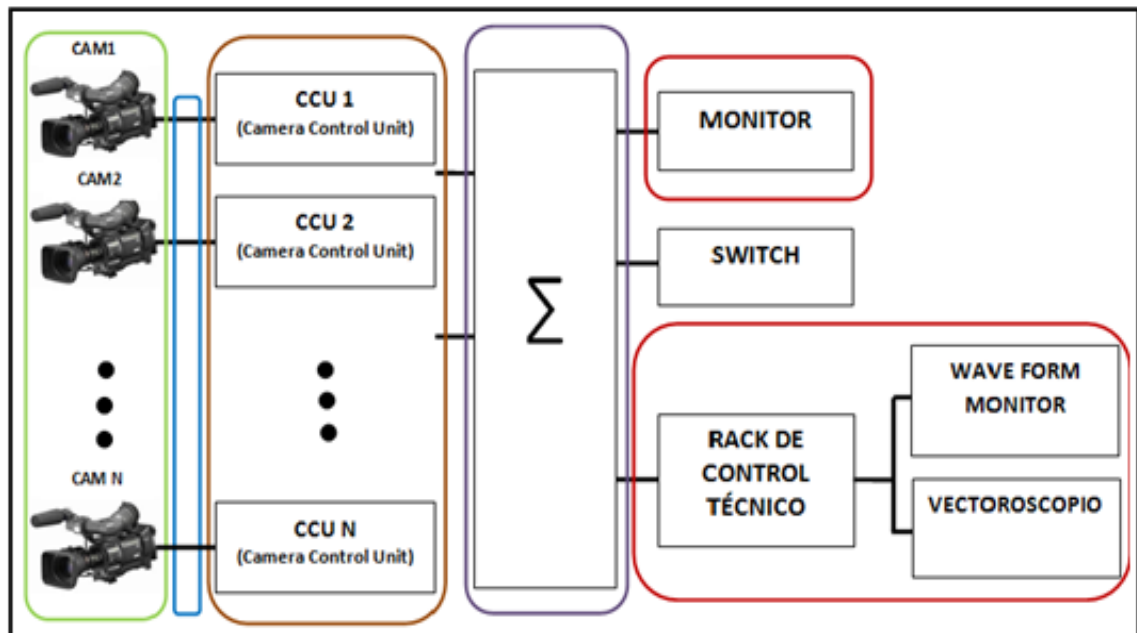 CAM1
CCU 1
(Camera Control Unit)
CAM2
CCU 2
(Camera Control Unit)
CAM N
CCU N
(Camera Control Unit)
∑
MONITOR
SWITCH
RACK DE
CONTROL
TÉCNICO
WAVE FORM
MONITOR
VECTOROSCOPIO